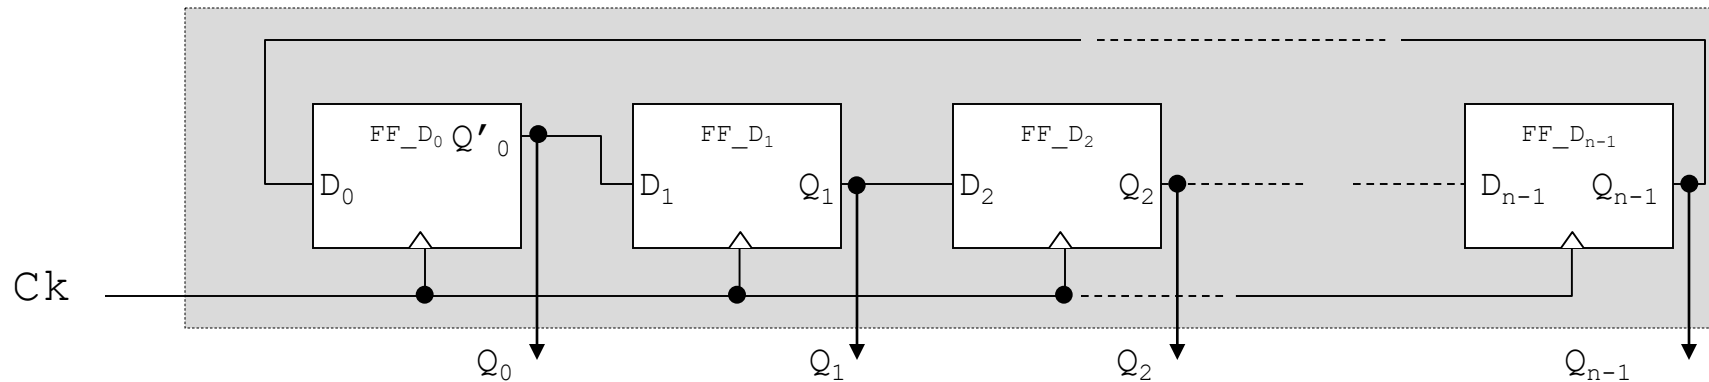 FF_D₀ Q'₀ FF_D₁ FF_D₂ FF_Dₙ₋₁
D₀ D₁ Q₁ D₂ Q₂ Dₙ₋₁ Qₙ₋₁
Ck
Q₀ Q₁ Q₂ Qₙ₋₁